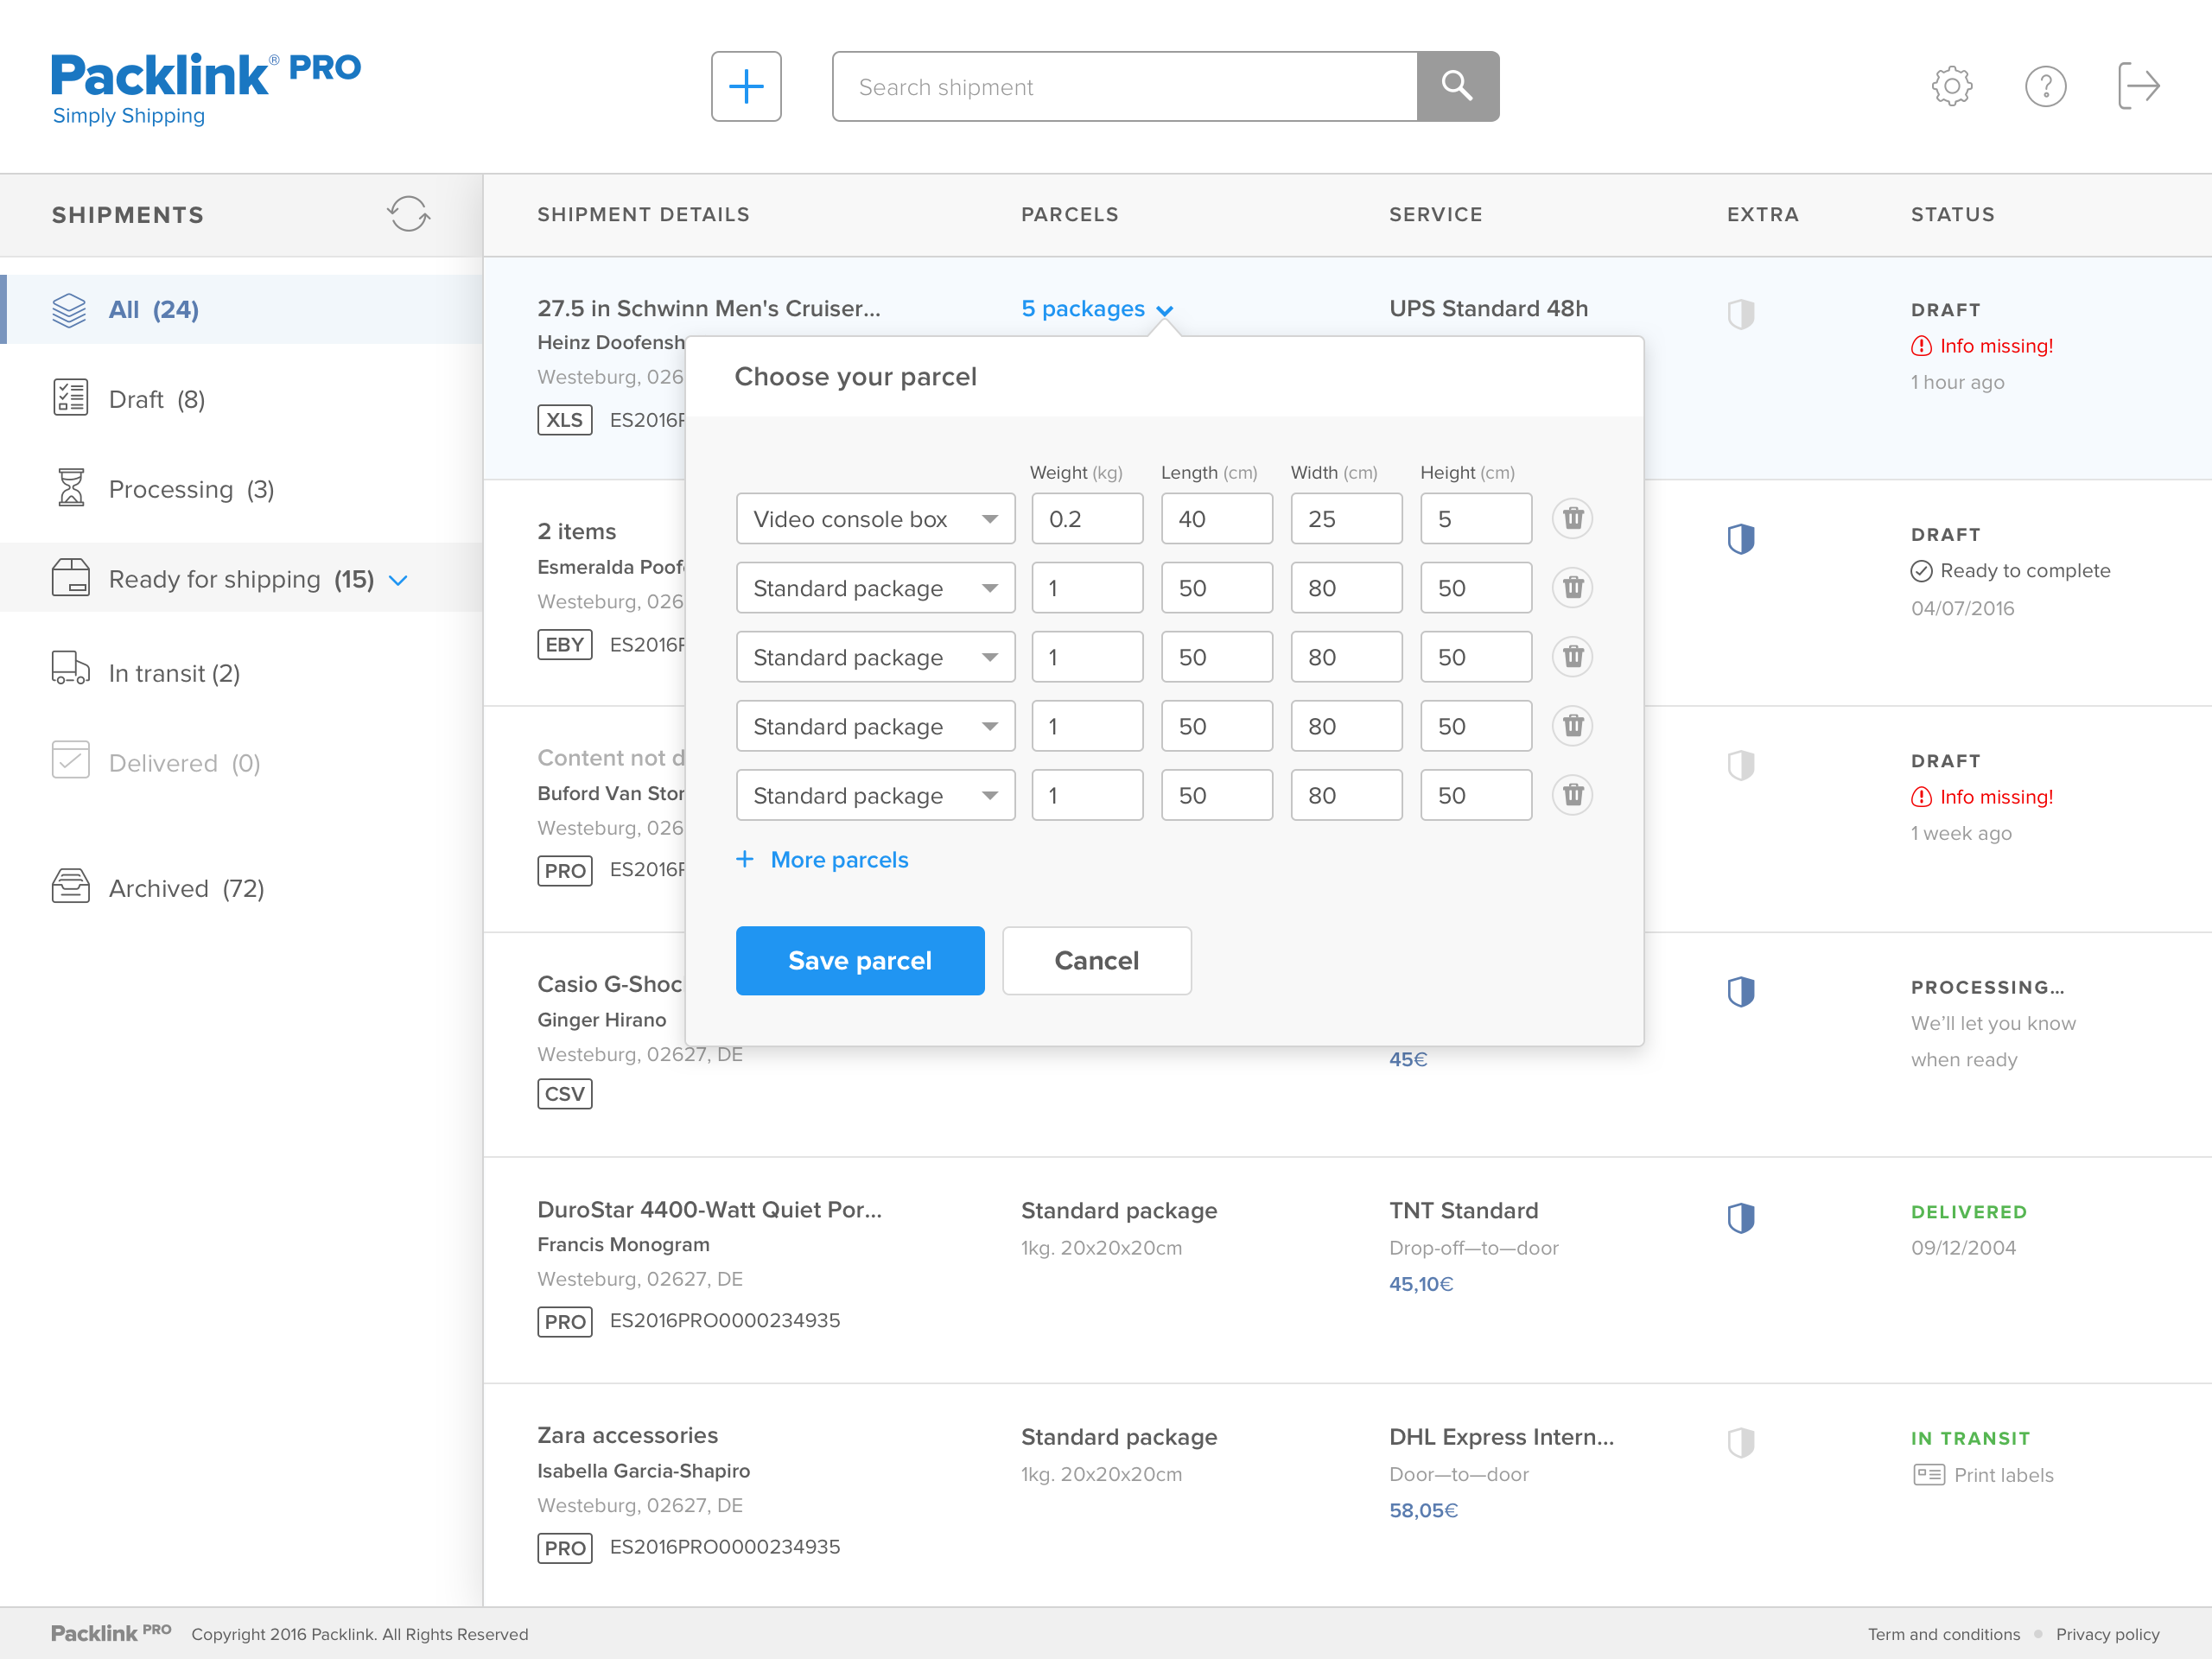 Packlink® PRO
Simply Shipping
Search shipment
SHIPMENTS
All (24)
Draft (8)
Processing (3)
Ready for shipping (15)
In transit (2)
Delivered (0)
Archived (72)
SHIPMENT DETAILS PARCELS SERVICE EXTRA STATUS
27.5 in Schwinn Men's Cruiser... 5 packages UPS Standard 48h
Heinz Doofensh
Westeburg, 026
XLS ES2016P
DRAFT
Info missing!
1 hour ago
Choose your parcel
Weight (kg) Length (cm) Width (cm) Height (cm)
Video console box 0.2 40 25 5
Standard package 1 50 80 50
Standard package 1 50 80 50
Standard package 1 50 80 50
Standard package 1 50 80 50
+ More parcels
Save parcel Cancel
2 items
Esmeralda Poof
Westeburg, 026
EBY ES2016P
DRAFT
Ready to complete
04/07/2016
Content not d
Buford Van Stor
Westeburg, 026
PRO ES2016P
DRAFT
Info missing!
1 week ago
Casio G-Shoc
Ginger Hirano
Westeburg, 02627, DE
CSV
45€
PROCESSING...
We'll let you know
when ready
DuroStar 4400-Watt Quiet Por...
Francis Monogram
Westeburg, 02627, DE
PRO ES2016PRO0000234935
Standard package
1kg. 20x20x20cm
TNT Standard
Drop-off—to—door
45,10€
DELIVERED
09/12/2004
Zara accessories
Isabella Garcia-Shapiro
Westeburg, 02627, DE
PRO ES2016PRO0000234935
Standard package
1kg. 20x20x20cm
DHL Express Intern...
Door—to—door
58,05€
IN TRANSIT
Print labels
Packlink PRO Copyright 2016 Packlink. All Rights Reserved
Term and conditions • Privacy policy